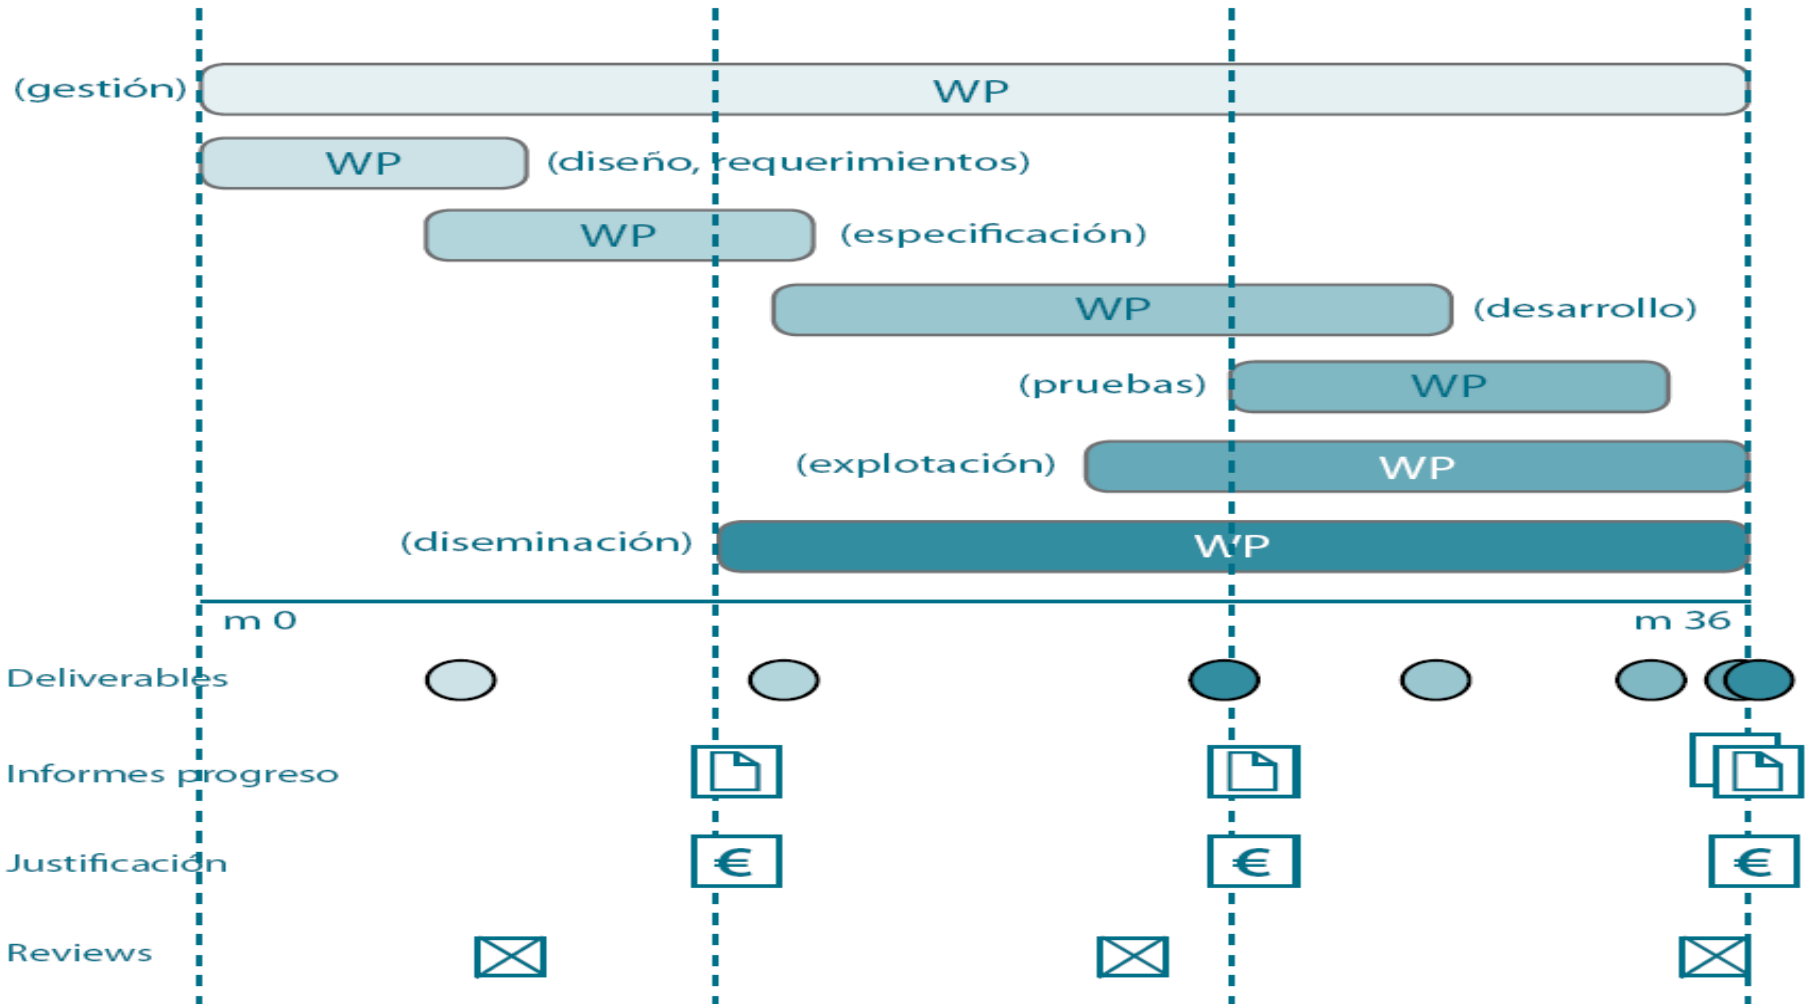 (gestión) WP
WP (diseño, requerimientos)
WP (especificación)
WP (desarrollo)
(pruebas) WP
(explotación) WP
(diseminación) WP
m 0 m 36
Deliverables
Informes progreso
Justificación € € €
Reviews